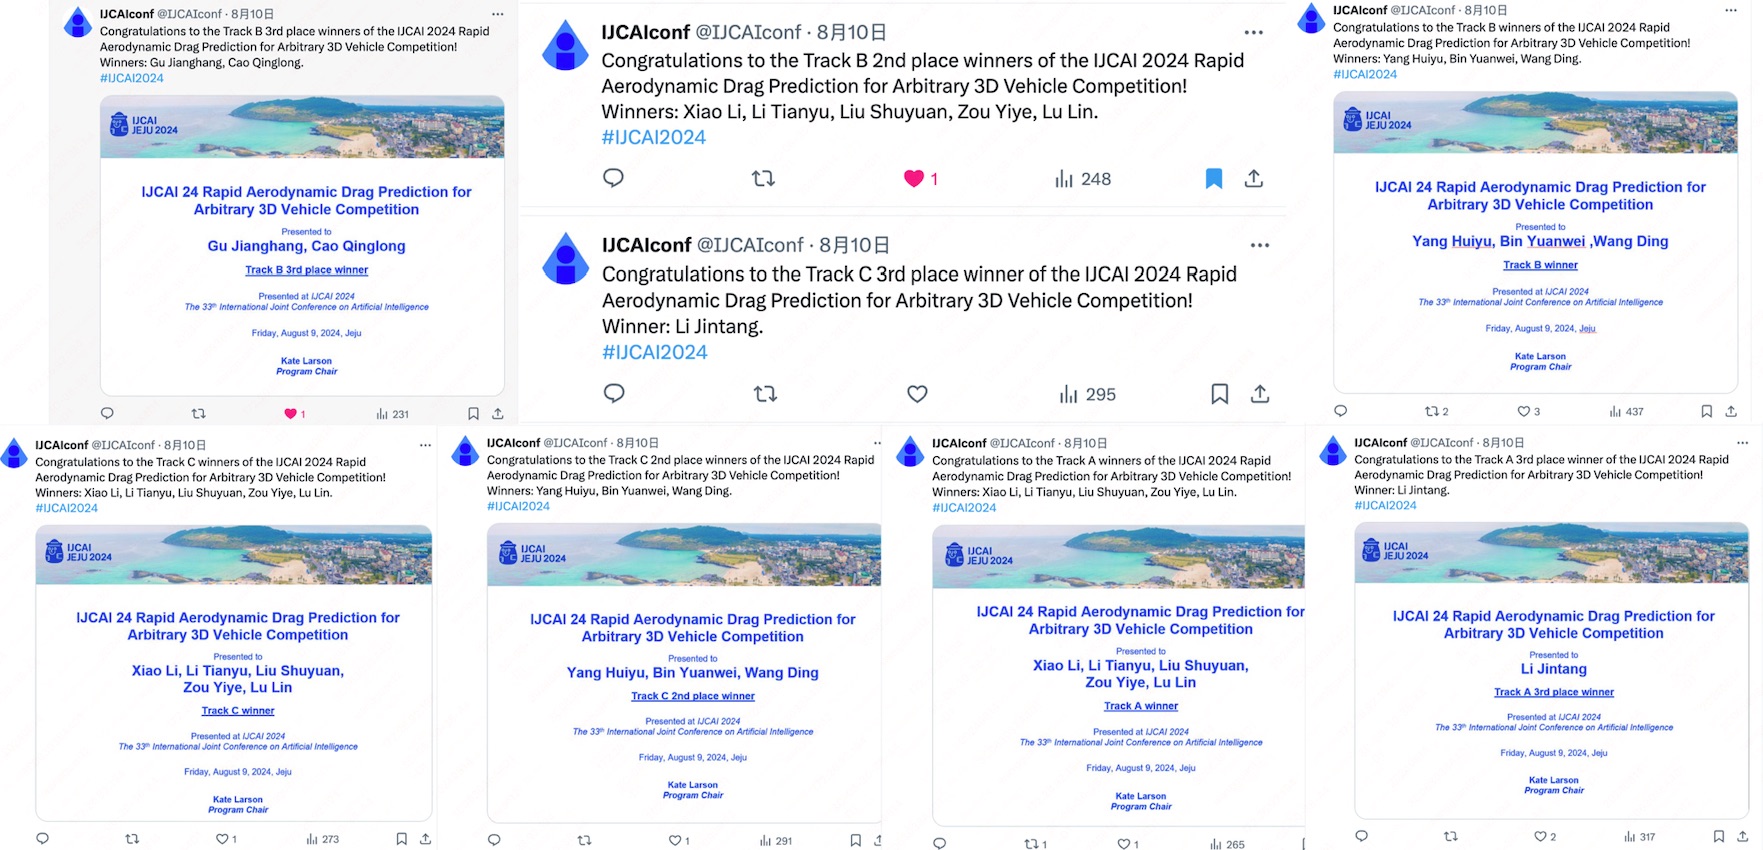 IJCAIconf @IJCAIconf · 8月10日
Congratulations to the Track B 3rd place winners of the IJCAI 2024 Rapid
Aerodynamic Drag Prediction for Arbitrary 3D Vehicle Competition!
Winners: Gu Jianghang, Cao Qinglong.
#IJCAI2024
IJCAI
JEJU 2024
IJCAI 24 Rapid Aerodynamic Drag Prediction for
Arbitrary 3D Vehicle Competition
Presented to
Gu Jianghang, Cao Qinglong
Track B 3rd place winner
Presented at IJCAI 2024
The 33th International Joint Conference on Artificial Intelligence
Friday, August 9, 2024, Jeju
Kate Larson
Program Chair
1
231
IJCAIconf @IJCAIconf · 8月10日
Congratulations to the Track B 2nd place winners of the IJCAI 2024 Rapid
Aerodynamic Drag Prediction for Arbitrary 3D Vehicle Competition!
Winners: Xiao Li, Li Tianyu, Liu Shuyuan, Zou Yiye, Lu Lin.
#IJCAI2024
1
248
IJCAIconf @IJCAIconf · 8月10日
Congratulations to the Track C 3rd place winner of the IJCAI 2024 Rapid
Aerodynamic Drag Prediction for Arbitrary 3D Vehicle Competition!
Winner: Li Jintang.
#IJCAI2024
295
IJCAIconf @IJCAIconf · 8月10日
Congratulations to the Track B winners of the IJCAI 2024 Rapid
Aerodynamic Drag Prediction for Arbitrary 3D Vehicle Competition!
Winners: Yang Huiyu, Bin Yuanwei, Wang Ding.
#IJCAI2024
IJCAI
JEJU 2024
IJCAI 24 Rapid Aerodynamic Drag Prediction for
Arbitrary 3D Vehicle Competition
Presented to
Yang Huiyu, Bin Yuanwei ,Wang Ding
Track B winner
Presented at IJCAI 2024
The 33th International Joint Conference on Artificial Intelligence
Friday, August 9, 2024, Jeju
Kate Larson
Program Chair
2
3
437
IJCAIconf @IJCAIconf · 8月10日
Congratulations to the Track C winners of the IJCAI 2024 Rapid
Aerodynamic Drag Prediction for Arbitrary 3D Vehicle Competition!
Winners: Xiao Li, Li Tianyu, Liu Shuyuan, Zou Yiye, Lu Lin.
#IJCAI2024
IJCAI
JEJU 2024
IJCAI 24 Rapid Aerodynamic Drag Prediction for
Arbitrary 3D Vehicle Competition
Presented to
Xiao Li, Li Tianyu, Liu Shuyuan,
Zou Yiye, Lu Lin
Track C winner
Presented at IJCAI 2024
The 33th International Joint Conference on Artificial Intelligence
Friday, August 9, 2024, Jeju
Kate Larson
Program Chair
1
273
IJCAIconf @IJCAIconf · 8月10日
Congratulations to the Track C 2nd place winners of the IJCAI 2024 Rapid
Aerodynamic Drag Prediction for Arbitrary 3D Vehicle Competition!
Winners: Yang Huiyu, Bin Yuanwei, Wang Ding.
#IJCAI2024
IJCAI
JEJU 2024
IJCAI 24 Rapid Aerodynamic Drag Prediction for
Arbitrary 3D Vehicle Competition
Presented to
Yang Huiyu, Bin Yuanwei, Wang Ding
Track C 2nd place winner
Presented at IJCAI 2024
The 33th International Joint Conference on Artificial Intelligence
Friday, August 9, 2024, Jeju
Kate Larson
Program Chair
1
291
IJCAIconf @IJCAIconf · 8月10日
Congratulations to the Track A winners of the IJCAI 2024 Rapid
Aerodynamic Drag Prediction for Arbitrary 3D Vehicle Competition!
Winners: Xiao Li, Li Tianyu, Liu Shuyuan, Zou Yiye, Lu Lin.
#IJCAI2024
IJCAI
JEJU 2024
IJCAI 24 Rapid Aerodynamic Drag Prediction for
Arbitrary 3D Vehicle Competition
Presented to
Xiao Li, Li Tianyu, Liu Shuyuan,
Zou Yiye, Lu Lin
Track A winner
Presented at IJCAI 2024
The 33th International Joint Conference on Artificial Intelligence
Friday, August 9, 2024, Jeju
Kate Larson
Program Chair
1
1
265
IJCAIconf @IJCAIconf · 8月10日
Congratulations to the Track A 3rd place winner of the IJCAI 2024 Rapid
Aerodynamic Drag Prediction for Arbitrary 3D Vehicle Competition!
Winner: Li Jintang.
#IJCAI2024
IJCAI
JEJU 2024
IJCAI 24 Rapid Aerodynamic Drag Prediction for
Arbitrary 3D Vehicle Competition
Presented to
Li Jintang
Track A 3rd place winner
Presented at IJCAI 2024
The 33th International Joint Conference on Artificial Intelligence
Friday, August 9, 2024, Jeju
Kate Larson
Program Chair
2
317